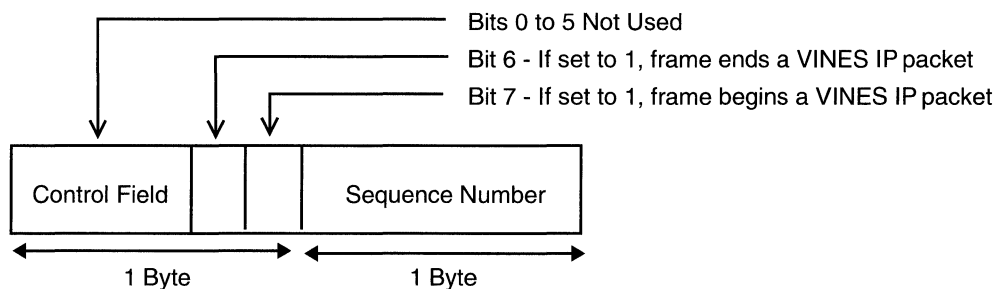 Bits 0 to 5 Not Used
Bit 6 - If set to 1, frame ends a VINES IP packet
Bit 7 - If set to 1, frame begins a VINES IP packet
Control Field
Sequence Number
1 Byte
1 Byte